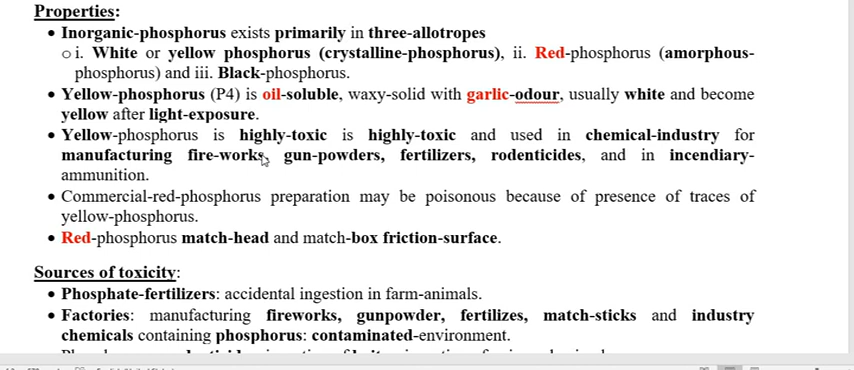 Properties:
• Inorganic-phosphorus exists primarily in three-allotropes
o i. White or yellow phosphorus (crystalline-phosphorus), ii. Red-phosphorus (amorphous-
phosphorus) and iii. Black-phosphorus.
• Yellow-phosphorus (P4) is oil-soluble, waxy-solid with garlic-odour, usually white and become
yellow after light-exposure.
• Yellow-phosphorus is highly-toxic is highly-toxic and used in chemical-industry for
manufacturing fire-works, gun-powders, fertilizers, rodenticides, and in incendiary-
ammunition.
• Commercial-red-phosphorus preparation may be poisonous because of presence of traces of
yellow-phosphorus.
• Red-phosphorus match-head and match-box friction-surface.
Sources of toxicity:
• Phosphate-fertilizers: accidental ingestion in farm-animals.
• Factories: manufacturing fireworks, gunpowder, fertilizes, match-sticks and industry
chemicals containing phosphorus: contaminated-environment.